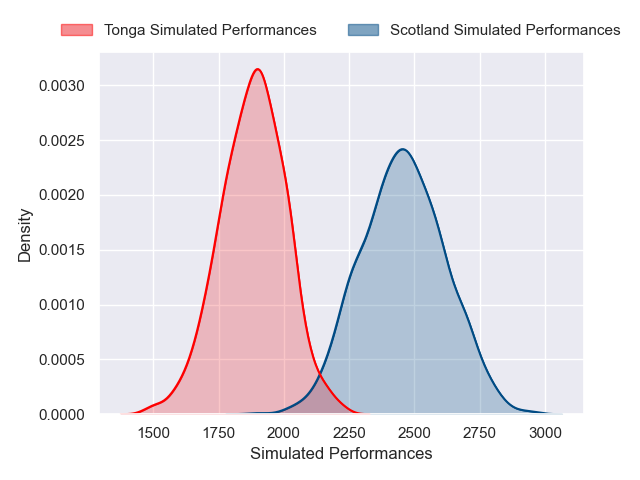 Tonga Simulated Performances Scotland Simulated Performances
0.0030
0.0025
0.0020
0.0015
0.0010
0.0005
0.0000
Density
1500 1750 2000 2250 2500 2750 3000
Simulated Performances